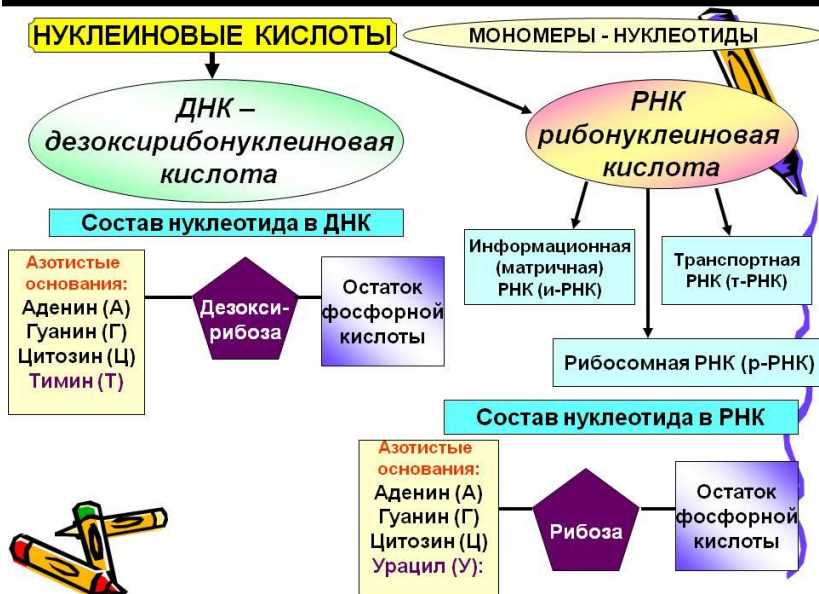 НУКЛЕИНОВЫЕ КИСЛОТЫ
МОНОМЕРЫ - НУКЛЕОТИДЫ
ДНК –
дезоксирибонуклеиновая
кислота
РНК
рибонуклеиновая
кислота
Состав нуклеотида в ДНК
Азотистые
основания:
Аденин (А)
Гуанин (Г)
Цитозин (Ц)
Тимин (Т)
Дезокси-
рибоза
Остаток
фосфорной
кислоты
Информационная
(матричная)
РНК (и-РНК)
Транспортная
РНК (т-РНК)
Рибосомная РНК (р-РНК)
Состав нуклеотида в РНК
Азотистые
основания:
Аденин (А)
Гуанин (Г)
Цитозин (Ц)
Урацил (У):
Рибоза
Остаток
фосфорной
кислоты